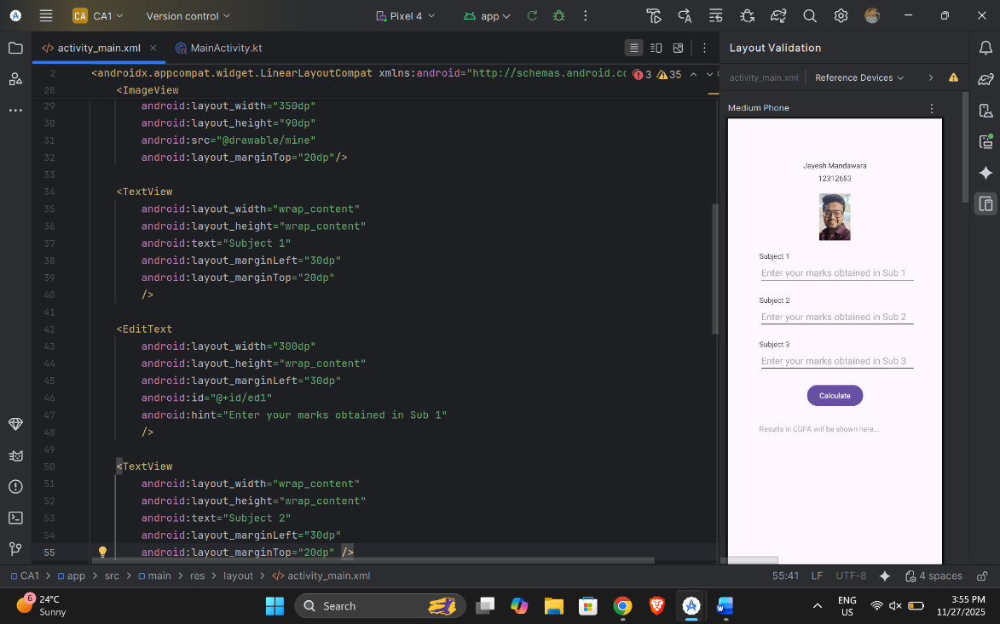 CA CA1 Version control Pixel 4 app
activity_main.xml MainActivity.kt
Layout Validation
activity_main.xml Reference Devices
Medium Phone
2 <androidx.appcompat.widget.LinearLayoutCompat xmlns:android="http://schemas.android.co 3 35
28 <ImageView
29 android:layout_width="350dp"
30 android:layout_height="90dp"
31 android:src="@drawable/mine"
32 android:layout_marginTop="20dp"/>
33
34 <TextView
35 android:layout_width="wrap_content"
36 android:layout_height="wrap_content"
37 android:text="Subject 1"
38 android:layout_marginLeft="30dp"
39 android:layout_marginTop="20dp"
40 />
41
42 <EditText
43 android:layout_width="300dp"
44 android:layout_height="wrap_content"
45 android:layout_marginLeft="30dp"
46 android:id="@+id/ed1"
47 android:hint="Enter your marks obtained in Sub 1"
48 />
49
50 <TextView
51 android:layout_width="wrap_content"
52 android:layout_height="wrap_content"
53 android:text="Subject 2"
54 android:layout_marginLeft="30dp"
55 android:layout_marginTop="20dp" />
Jayesh Mandawara
12312683
Subject 1
Enter your marks obtained in Sub 1
Subject 2
Enter your marks obtained in Sub 2
Subject 3
Enter your marks obtained in Sub 3
Calculate
Results in CGPA will be shown here...
CA1 > app > src > main > res > layout > activity_main.xml 55:41 LF UTF-8 4 spaces
6 24°C
Sunny
Search
ENG
US
3:55 PM
11/27/2025